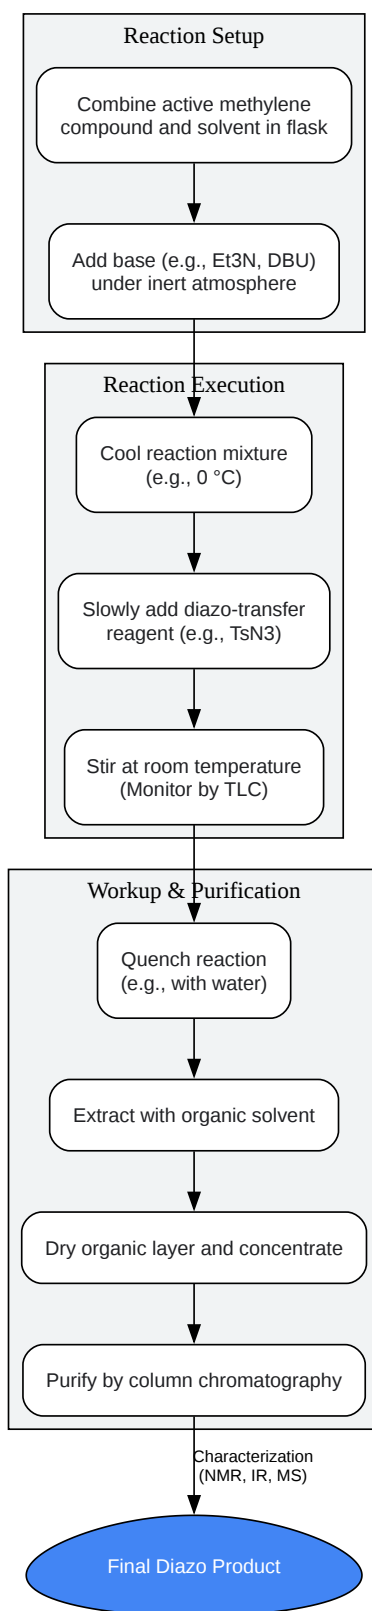 Reaction Setup
Combine active methylene
compound and solvent in flask
Add base (e.g., Et3N, DBU)
under inert atmosphere
Reaction Execution
Cool reaction mixture
(e.g., 0 °C)
Slowly add diazo-transfer
reagent (e.g., TsN3)
Stir at room temperature
(Monitor by TLC)
Workup & Purification
Quench reaction
(e.g., with water)
Extract with organic solvent
Dry organic layer and concentrate
Purify by column chromatography
Characterization
(NMR, IR, MS)
Final Diazo Product